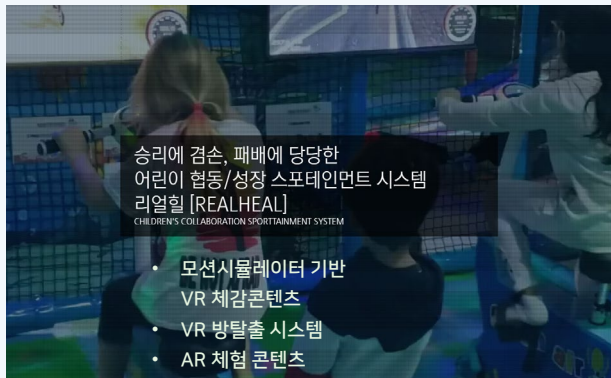 승리에 겸손, 패배에 당당한
어린이 협동/성장 스포테인먼트 시스템
리얼힐 [REALHEAL]
CHILDREN'S COLLABORATION SPORTTAINMENT SYSTEM
• 모션시뮬레이터 기반
VR 체감콘텐츠
• VR 방탈출 시스템
• AR 체험 콘텐츠